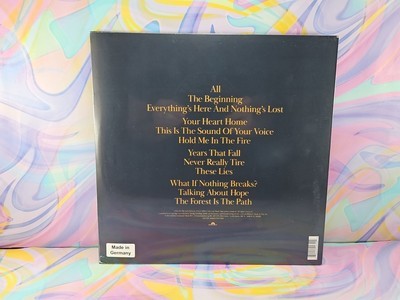 All
The Beginning
Everything's Here And Nothing's Lost
Your Heart Home
This Is The Sound Of Your Voice
Hold Me In The Fire
Years That Fall
Never Really Tire
These Lies
What If Nothing Breaks?
Talking About Hope
The Forest Is The Path
Made in
Germany